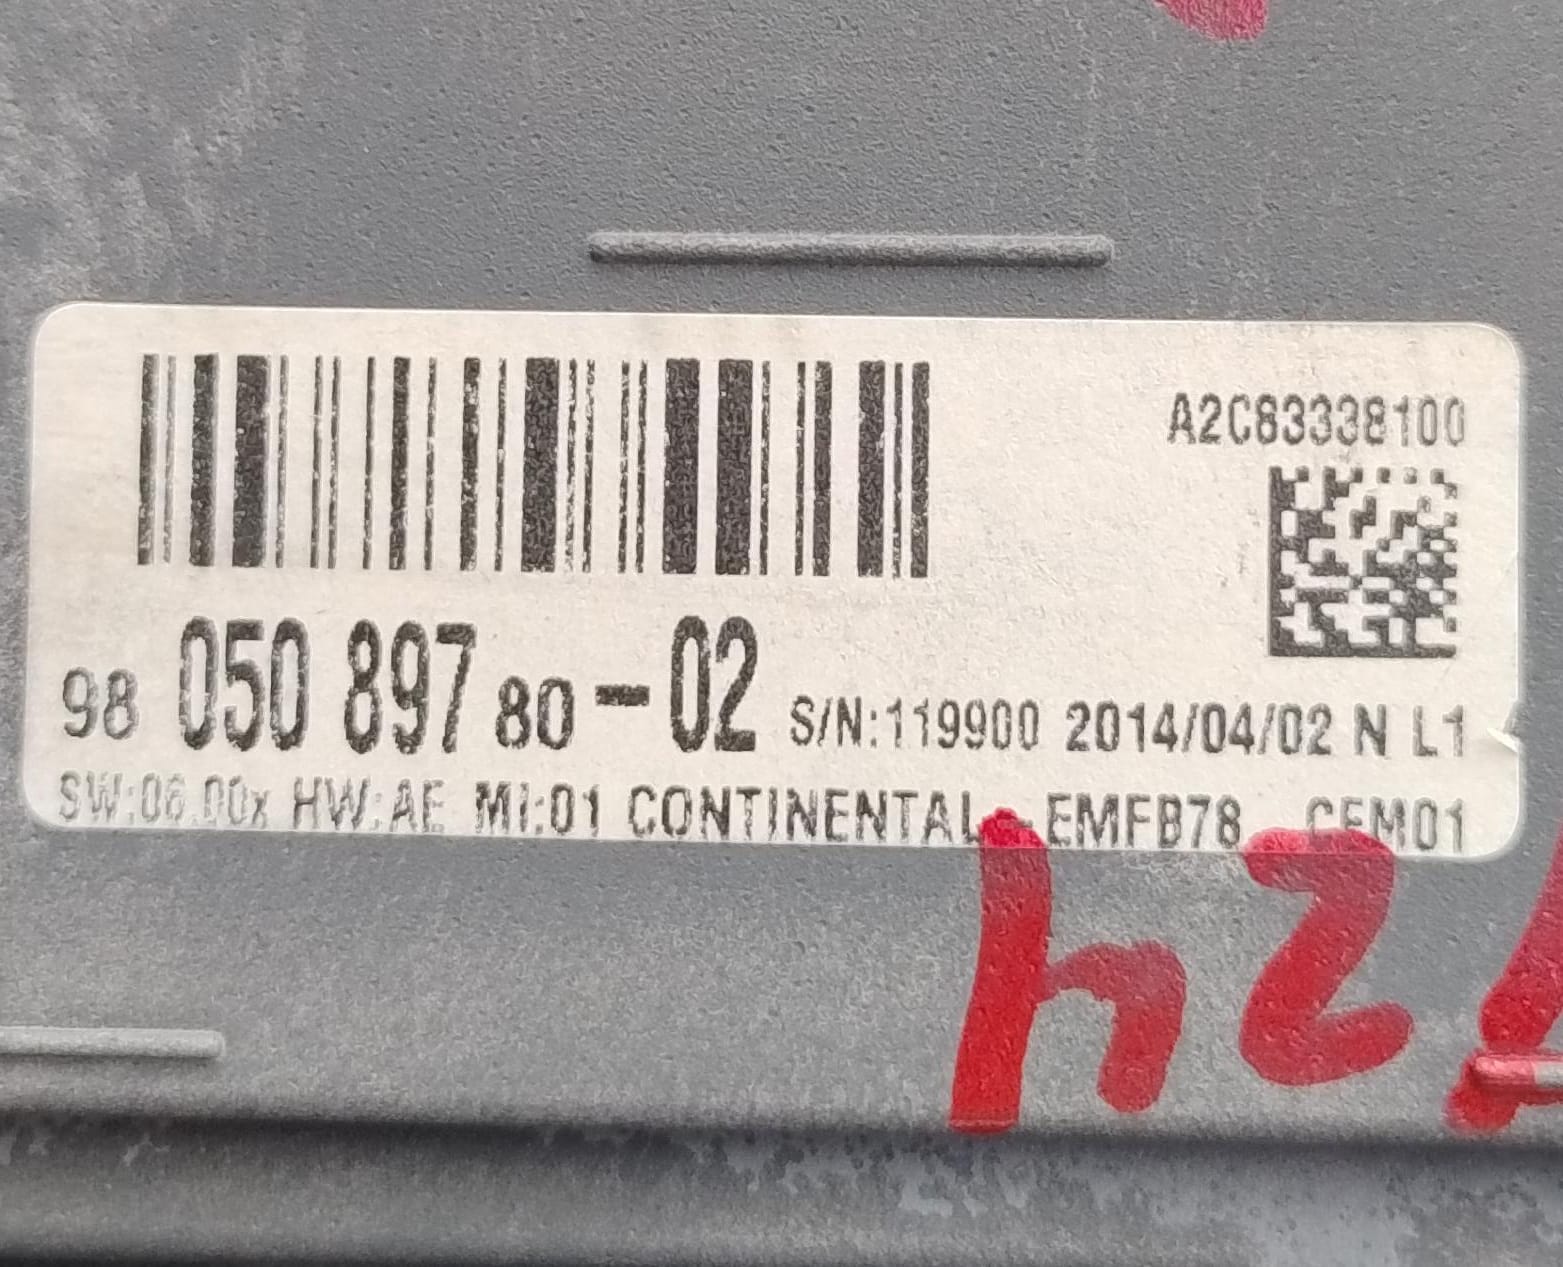 A2C83338100
98 050 897 80-02 S/N:119900 2014/04/02 N L1
SW:06.00x HW:AE MI:01 CONTINENTAL - EMFB78 CEM01